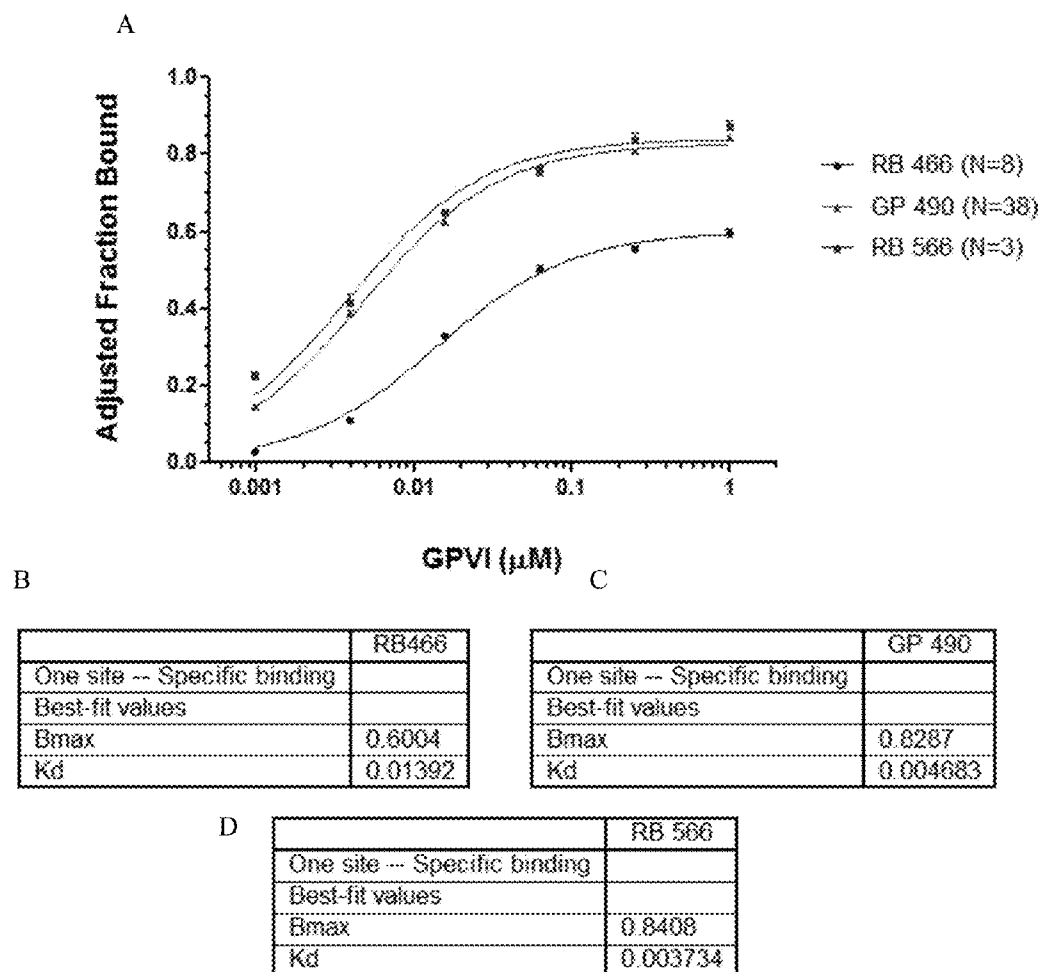 A
1.0
0.8
0.6
0.4
0.2
0.0
Adjusted Fraction Bound
0.001 0.01 0.1 1
GPVI (μM)
RB 466 (N=8)
GP 490 (N=38)
RB 566 (N=3)
B
RB466
One site -- Specific binding
Best-fit values
Bmax 0.6004
Kd 0.01392
C
GP 490
One site -- Specific binding
Best-fit values
Bmax 0.8287
Kd 0.004683
D
RB 566
One site -- Specific binding
Best-fit values
Bmax 0.8408
Kd 0.003734